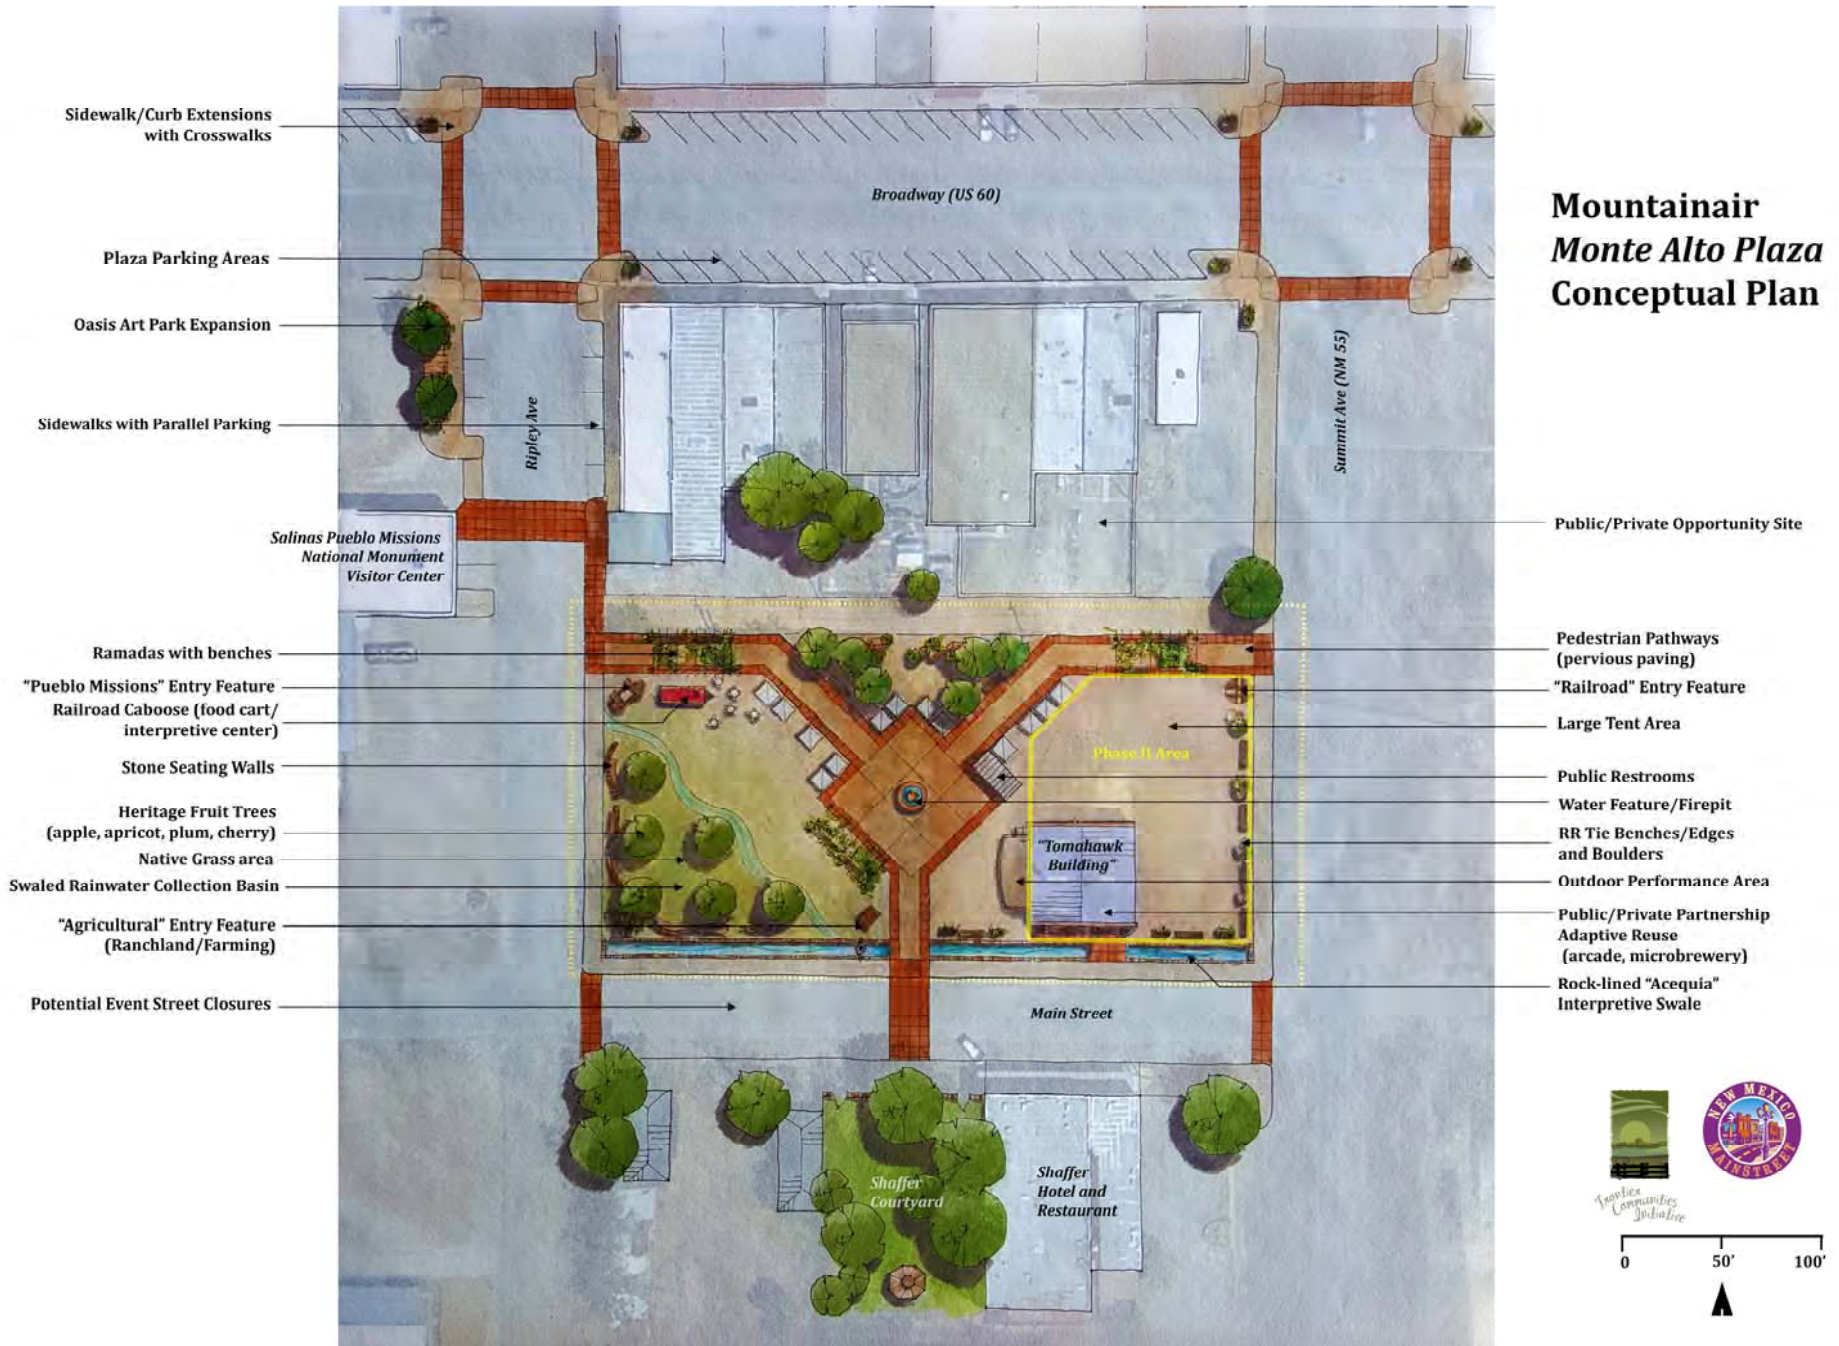 Mountainair
Monte Alto Plaza
Conceptual Plan
Sidewalk/Curb Extensions
with Crosswalks
Plaza Parking Areas
Oasis Art Park Expansion
Sidewalks with Parallel Parking
Broadway (US 60)
Ripley Ave
Summit Ave (NM 55)
Salinas Pueblo Missions
National Monument
Visitor Center
Ramadas with benches
"Pueblo Missions" Entry Feature
Railroad Caboose (food cart/
interpretive center)
Stone Seating Walls
Heritage Fruit Trees
(apple, apricot, plum, cherry)
Native Grass area
Swaled Rainwater Collection Basin
"Agricultural" Entry Feature
(Ranchland/Farming)
Potential Event Street Closures
Phase II Area
"Tomahawk
Building"
Main Street
Shaffer
Courtyard
Shaffer
Hotel and
Restaurant
Public/Private Opportunity Site
Pedestrian Pathways
(pervious paving)
"Railroad" Entry Feature
Large Tent Area
Public Restrooms
Water Feature/Firepit
RR Tie Benches/Edges
and Boulders
Outdoor Performance Area
Public/Private Partnership
Adaptive Reuse
(arcade, microbrewery)
Rock-lined "Acequia"
Interpretive Swale
Frontier
Communities
Initiative
NEW MEXICO
MAINSTREET
0 50' 100'